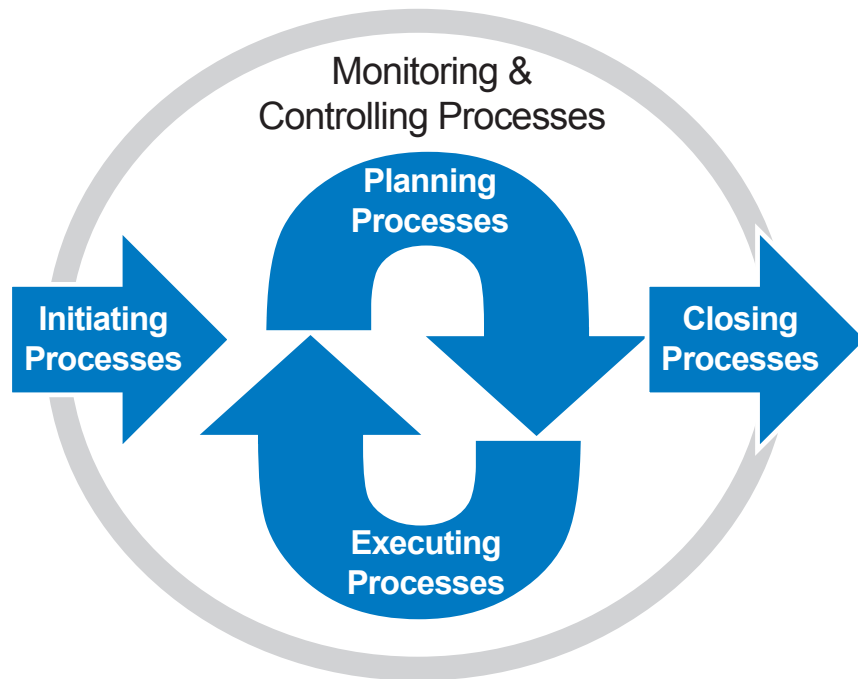 Monitoring &
Controlling Processes
Planning
Processes
Initiating
Processes
Closing
Processes
Executing
Processes